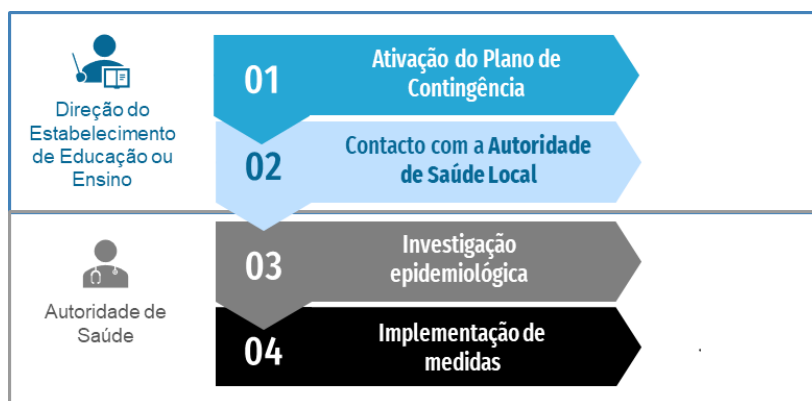 Direção do
Estabelecimento
de Educação ou
Ensino
01
Ativação do Plano de
Contingência
02
Contacto com a Autoridade
de Saúde Local
Autoridade de
Saúde
03
Investigação
epidemiológica
04
Implementação de
medidas
.